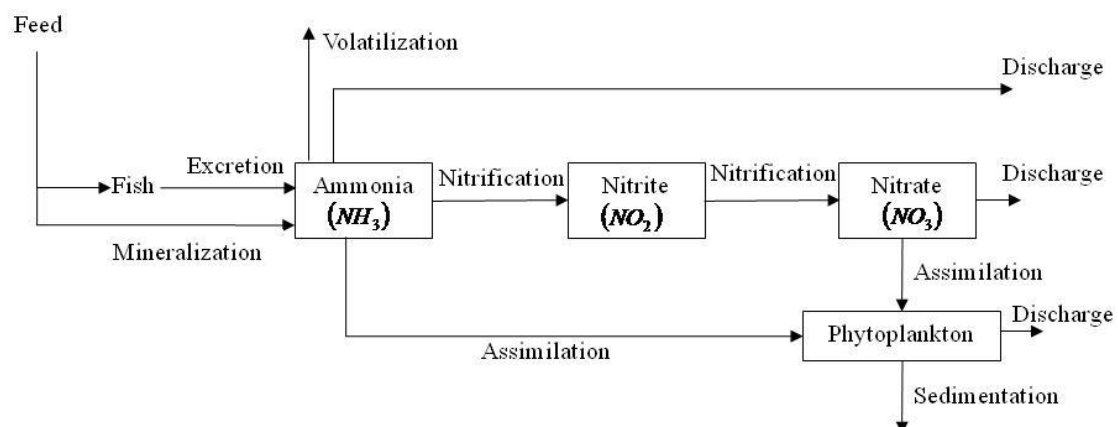 Feed
Volatilization
Discharge
Excretion
Fish
Ammonia
(NH₃)
Nitrification
Nitrite
(NO₂)
Nitrification
Nitrate
(NO₃)
Discharge
Mineralization
Assimilation
Assimilation
Phytoplankton
Discharge
Sedimentation